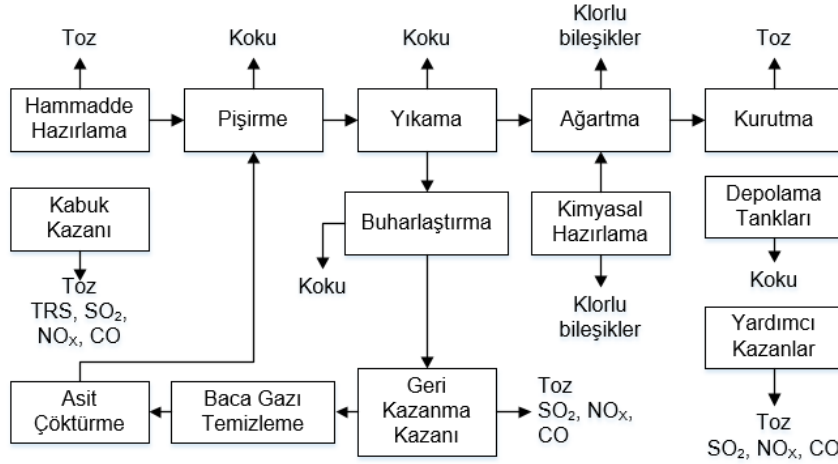 Toz
Koku
Koku
Klorlu
bileşikler
Toz
Hammadde
Hazırlama
Pişirme
Yıkama
Ağartma
Kurutma
Kabuk
Kazanı
Buharlaştırma
Kimyasal
Hazırlama
Depolama
Tankları
Toz
TRS, SO₂,
NOₓ, CO
Koku
Klorlu
bileşikler
Koku
Yardımcı
Kazanlar
Asit
Çöktürme
Baca Gazı
Temizleme
Geri
Kazanma
Kazanı
Toz
SO₂, NOₓ,
CO
Toz
SO₂, NOₓ, CO